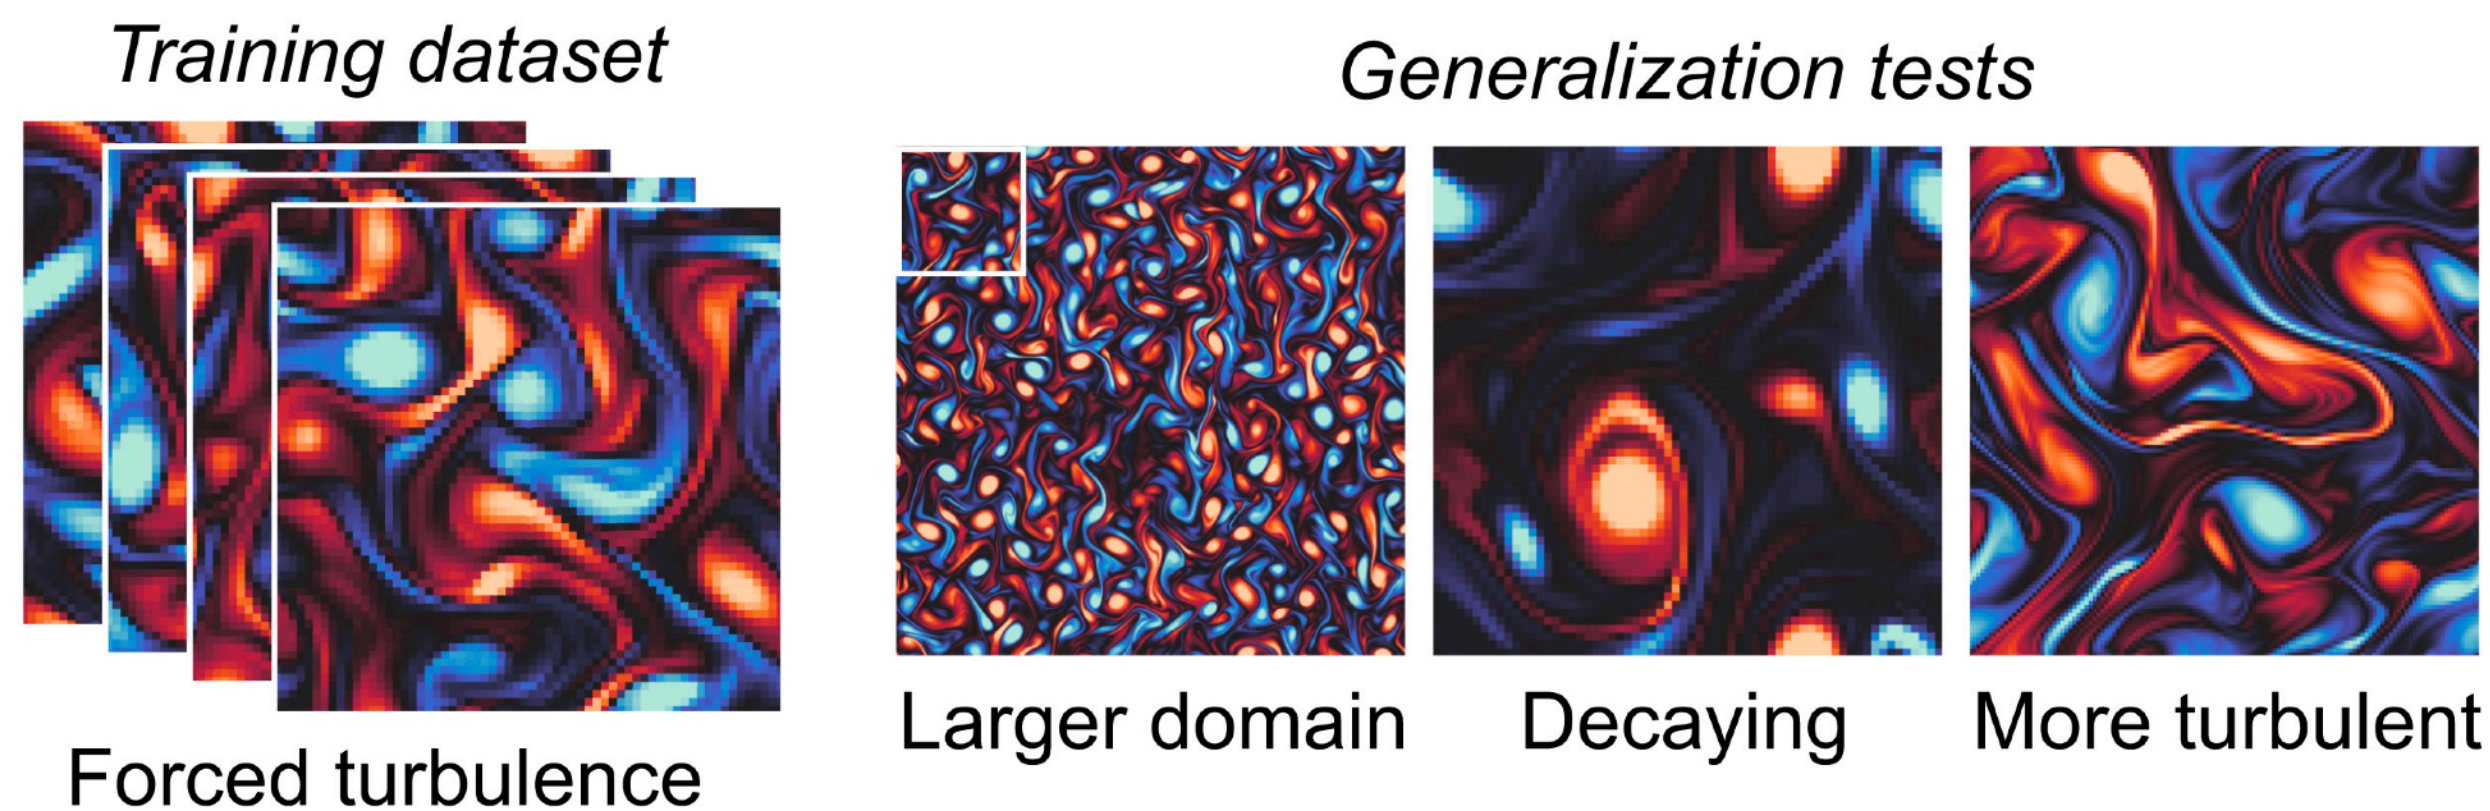 Training dataset
Forced turbulence
Generalization tests
Larger domain
Decaying
More turbulent